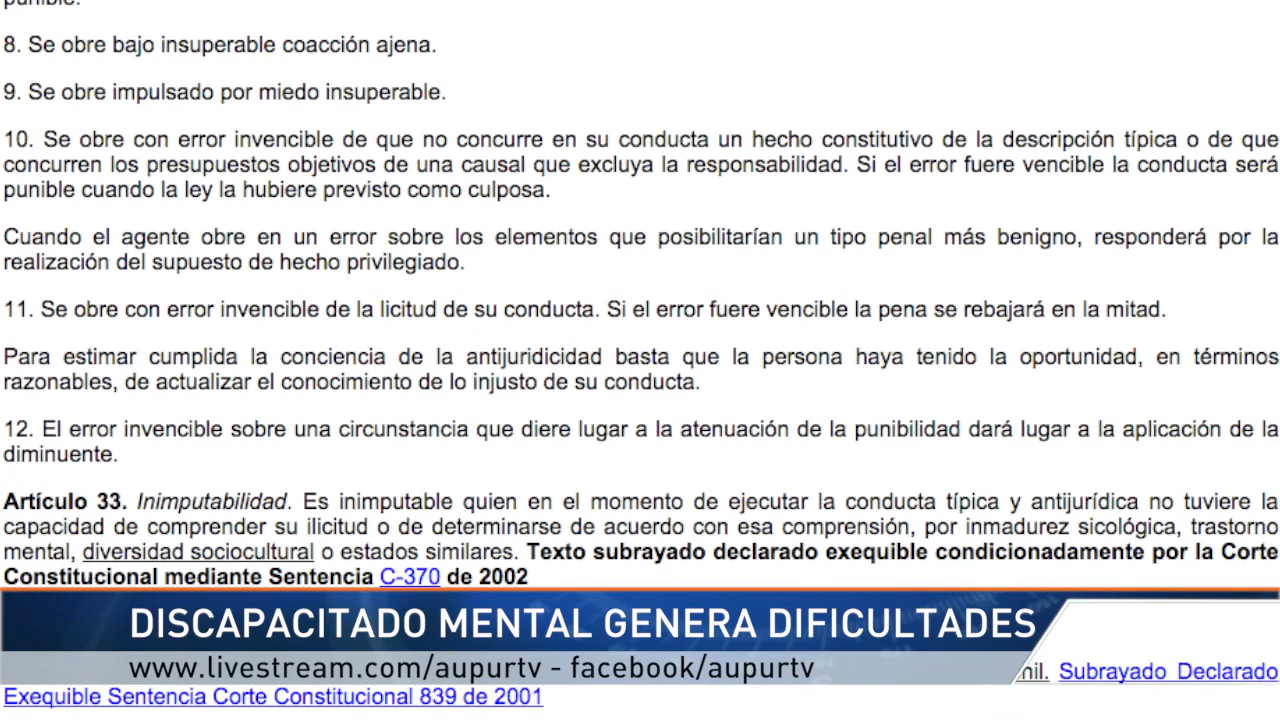 punible.
8. Se obre bajo insuperable coacción ajena.
9. Se obre impulsado por miedo insuperable.
10. Se obre con error invencible de que no concurre en su conducta un hecho constitutivo de la descripción típica o de que
concurren los presupuestos objetivos de una causal que excluya la responsabilidad. Si el error fuere vencible la conducta será
punible cuando la ley la hubiere previsto como culposa.
Cuando el agente obre en un error sobre los elementos que posibilitarían un tipo penal más benigno, responderá por la
realización del supuesto de hecho privilegiado.
11. Se obre con error invencible de la licitud de su conducta. Si el error fuere vencible la pena se rebajará en la mitad.
Para estimar cumplida la conciencia de la antijuridicidad basta que la persona haya tenido la oportunidad, en términos
razonables, de actualizar el conocimiento de lo injusto de su conducta.
12. El error invencible sobre una circunstancia que diere lugar a la atenuación de la punibilidad dará lugar a la aplicación de la
diminuente.
Artículo 33. Inimputabilidad. Es inimputable quien en el momento de ejecutar la conducta típica y antijurídica no tuviere la
capacidad de comprender su ilicitud o de determinarse de acuerdo con esa comprensión, por inmadurez sicológica, trastorno
mental, diversidad sociocultural o estados similares. Texto subrayado declarado exequible condicionadamente por la Corte
Constitucional mediante Sentencia C-370 de 2002
DISCAPACITADO MENTAL GENERA DIFICULTADES
www.livestream.com/aupurtv - facebook/aupurtv
Subrayado Declarado
Exequible Sentencia Corte Constitucional 839 de 2001